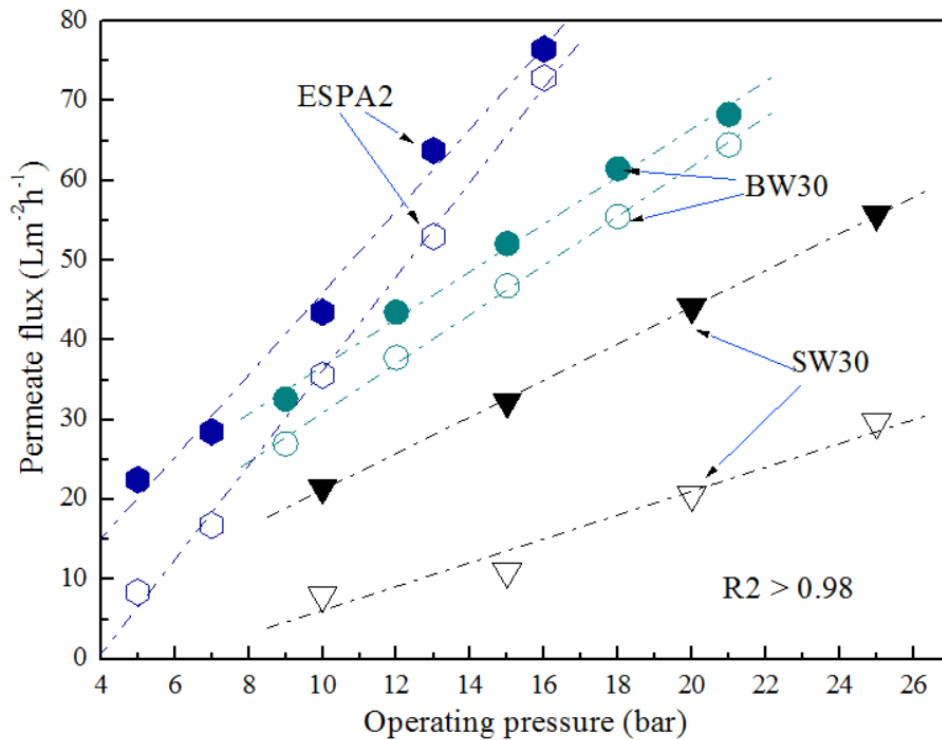 Permeate flux (Lm⁻²h⁻¹)
80
70
60
50
40
30
20
10
0
ESPA2
BW30
SW30
R2 > 0.98
4 6 8 10 12 14 16 18 20 22 24 26
Operating pressure (bar)